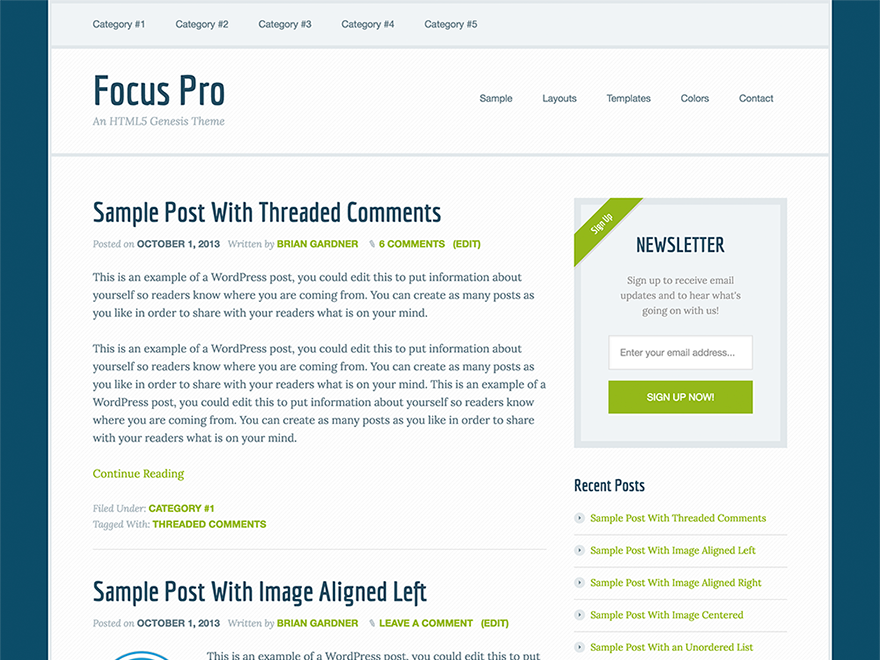 Category #1 Category #2 Category #3 Category #4 Category #5
Focus Pro
An HTML5 Genesis Theme
Sample Layouts Templates Colors Contact
Sample Post With Threaded Comments
Posted on OCTOBER 1, 2013 Written by BRIAN GARDNER 6 COMMENTS (EDIT)
This is an example of a WordPress post, you could edit this to put information about
yourself so readers know where you are coming from. You can create as many posts as
you like in order to share with your readers what is on your mind.
This is an example of a WordPress post, you could edit this to put information about
yourself so readers know where you are coming from. You can create as many posts as
you like in order to share with your readers what is on your mind. This is an example of a
WordPress post, you could edit this to put information about yourself so readers know
where you are coming from. You can create as many posts as you like in order to share
with your readers what is on your mind.
Continue Reading
Filed Under: CATEGORY #1
Tagged With: THREADED COMMENTS
Sample Post With Image Aligned Left
Posted on OCTOBER 1, 2013 Written by BRIAN GARDNER LEAVE A COMMENT (EDIT)
This is an example of a WordPress post, you could edit this to put
Sign Up
NEWSLETTER
Sign up to receive email
updates and to hear what's
going on with us!
Enter your email address...
SIGN UP NOW!
Recent Posts
Sample Post With Threaded Comments
Sample Post With Image Aligned Left
Sample Post With Image Aligned Right
Sample Post With Image Centered
Sample Post With an Unordered List